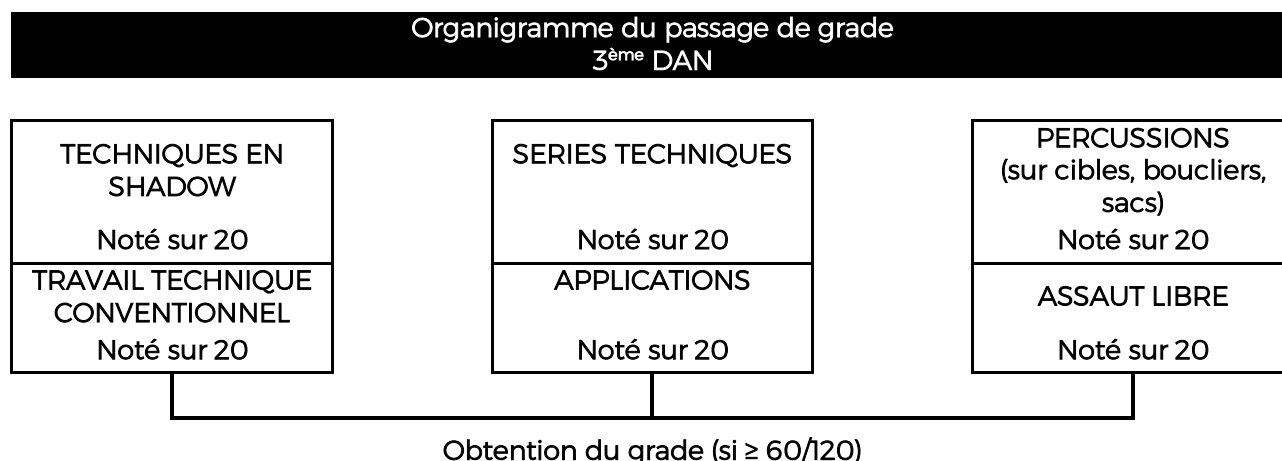 Organigramme du passage de grade
3ème DAN
TECHNIQUES EN
SHADOW
Noté sur 20
TRAVAIL TECHNIQUE
CONVENTIONNEL
Noté sur 20
SERIES TECHNIQUES
Noté sur 20
APPLICATIONS
Noté sur 20
PERCUSSIONS
(sur cibles, boucliers,
sacs)
Noté sur 20
ASSAUT LIBRE
Noté sur 20
Obtention du grade (si ≥ 60/120)